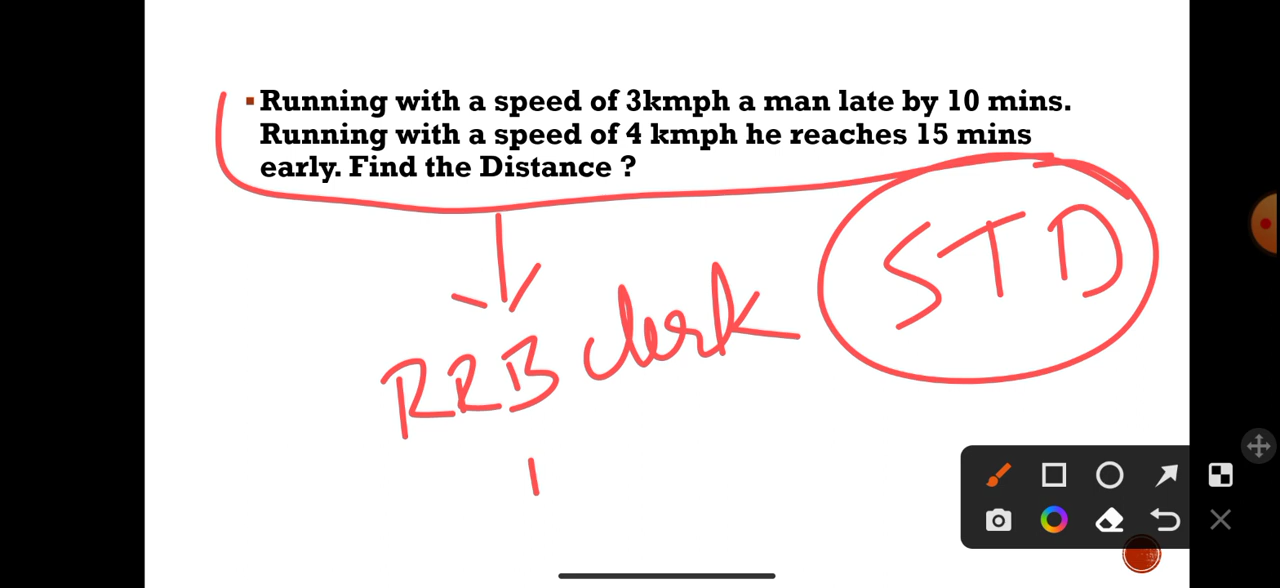 Running with a speed of 3kmph a man late by 10 mins.
Running with a speed of 4 kmph he reaches 15 mins
early. Find the Distance ?
STD
RRB clerk